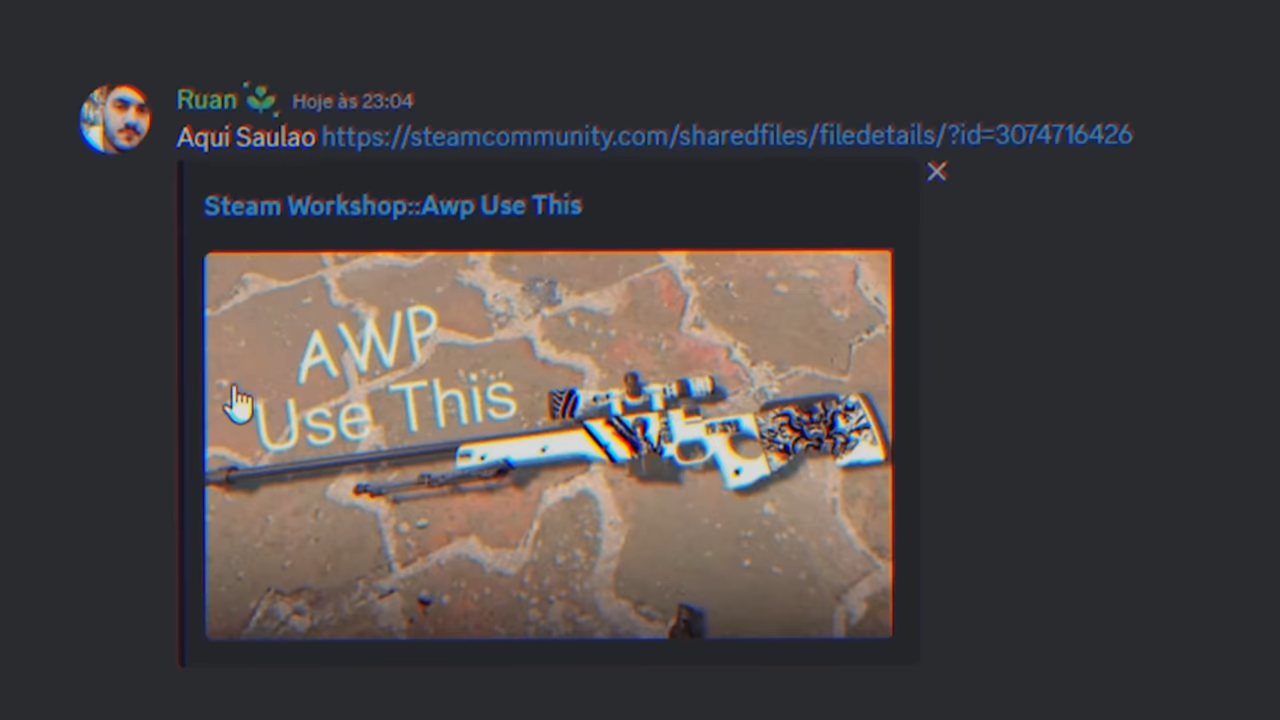 Ruan Hoje às 23:04
Aqui Saulao https://steamcommunity.com/sharedfiles/filedetails/?id=3074716426
Steam Workshop::Awp Use This
AWP
Use This